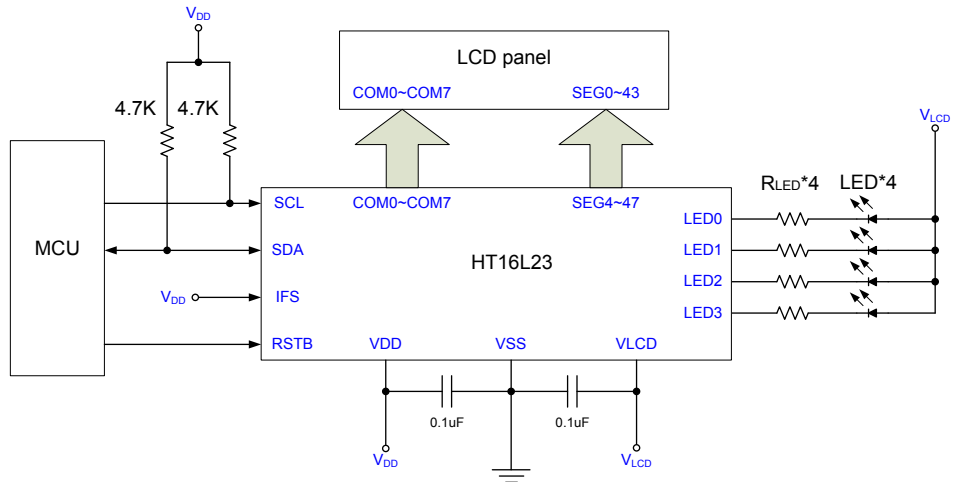 VDD
LCD panel
COM0~COM7 SEG0~43
4.7K 4.7K
VLCD
RLED*4 LED*4
SCL COM0~COM7 SEG4~47
LED0
MCU SDA HT16L23 LED1
LED2
VDD IFS
LED3
RSTB VDD VSS VLCD
0.1uF 0.1uF
VDD VLCD